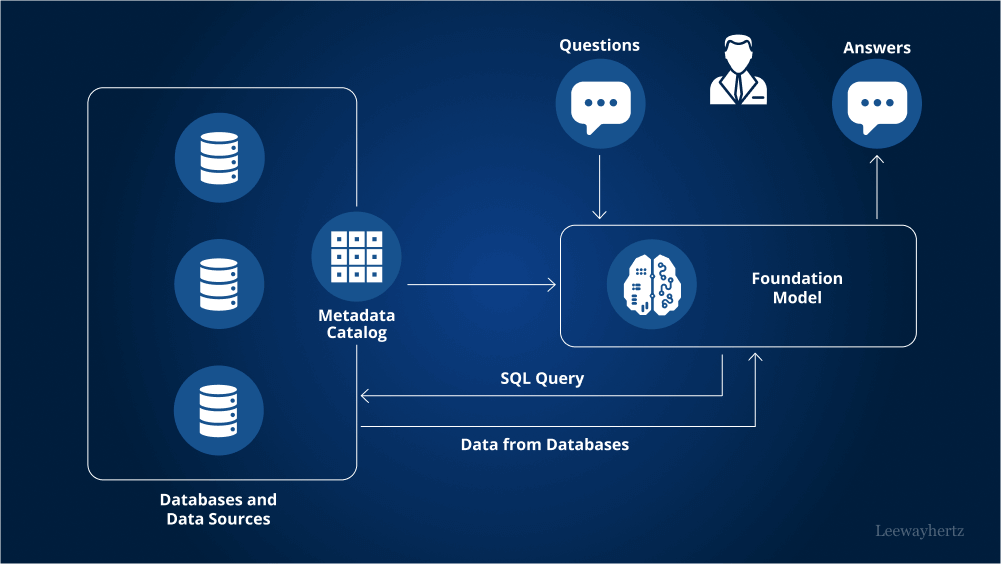 Questions
Answers
Metadata
Catalog
Foundation
Model
SQL Query
Data from Databases
Databases and
Data Sources
Leewayhertz